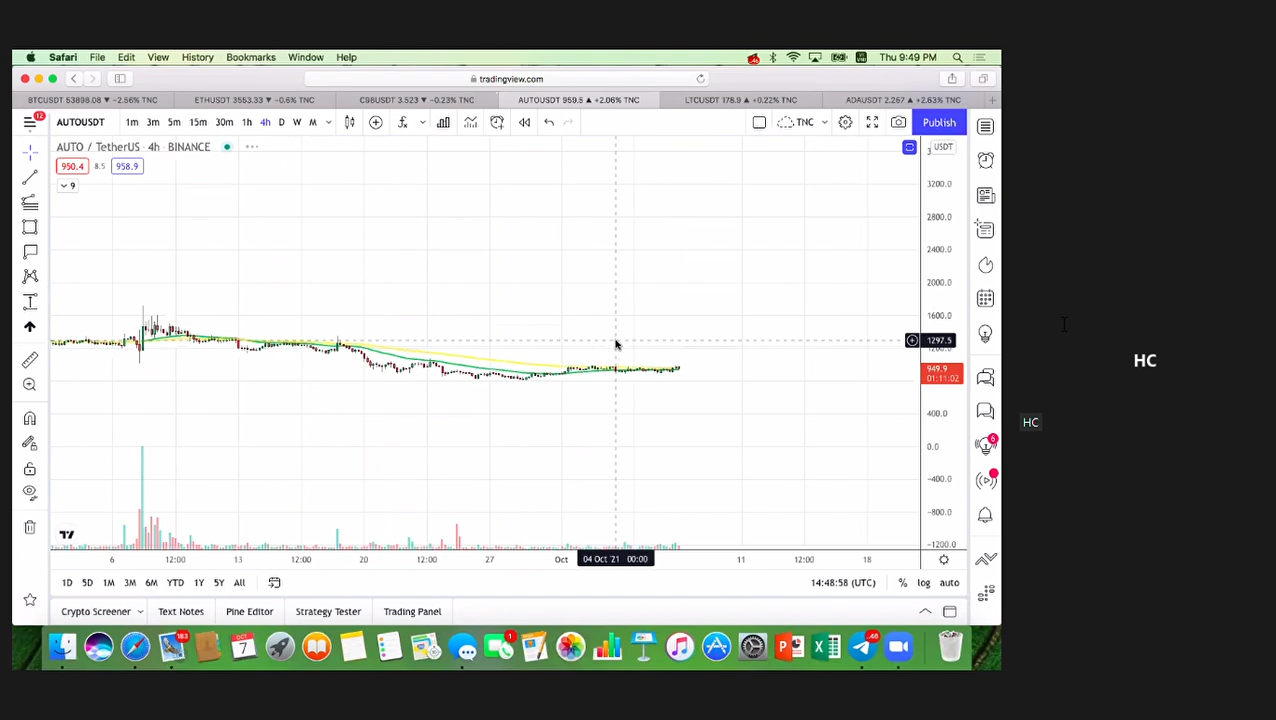 Safari File Edit View History Bookmarks Window Help Thu 9:49 PM
tradingview.com
BTCUSDT 53898.08 ▼ −2.56% TNC ETHUSDT 3553.33 ▼ −0.6% TNC C98USDT 3.523 ▼ −0.23% TNC AUTOUSDT 959.5 ▲ +2.06% TNC LTCUSDT 178.9 ▲ +0.22% TNC ADAUSDT 2.267 ▲ +2.63% TNC
12
AUTOUSDT 1m 3m 5m 15m 30m 1h 4h D W M TNC Publish
AUTO / TetherUS · 4h · BINANCE USDT
950.4 8.5 958.9
9
3200.0
2800.0
2400.0
2000.0
1600.0
1297.5
949.9
01:11:02
400.0
0.0
−400.0
−800.0
−1200.0
6
HC
HC
6 12:00 13 20 12:00 27 Oct 04 Oct '21 00:00 11 12:00 18
1D 5D 1M 3M 6M YTD 1Y 5Y All 14:48:58 (UTC) % log auto
Crypto Screener Text Notes Pine Editor Strategy Tester Trading Panel
183 OCT 7 1